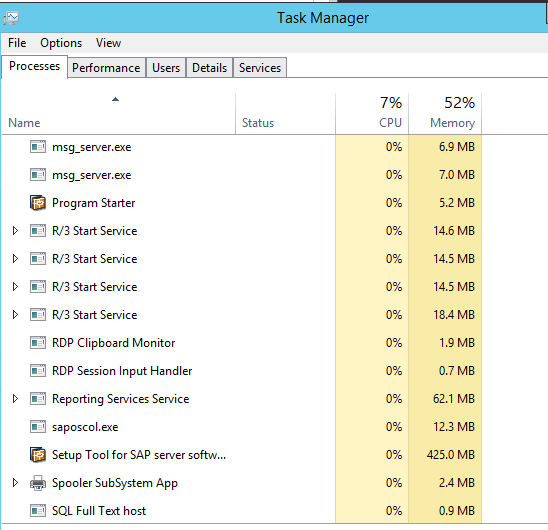 Task Manager
File Options View
Processes Performance Users Details Services
7% 52%
Name Status CPU Memory
msg_server.exe 0% 6.9 MB
msg_server.exe 0% 7.0 MB
Program Starter 0% 5.2 MB
R/3 Start Service 0% 14.6 MB
R/3 Start Service 0% 14.5 MB
R/3 Start Service 0% 14.5 MB
R/3 Start Service 0% 18.4 MB
RDP Clipboard Monitor 0% 1.9 MB
RDP Session Input Handler 0% 0.7 MB
Reporting Services Service 0% 62.1 MB
saposcol.exe 0% 12.3 MB
Setup Tool for SAP server softw... 0% 425.0 MB
Spooler SubSystem App 0% 2.4 MB
SQL Full Text host 0% 0.9 MB